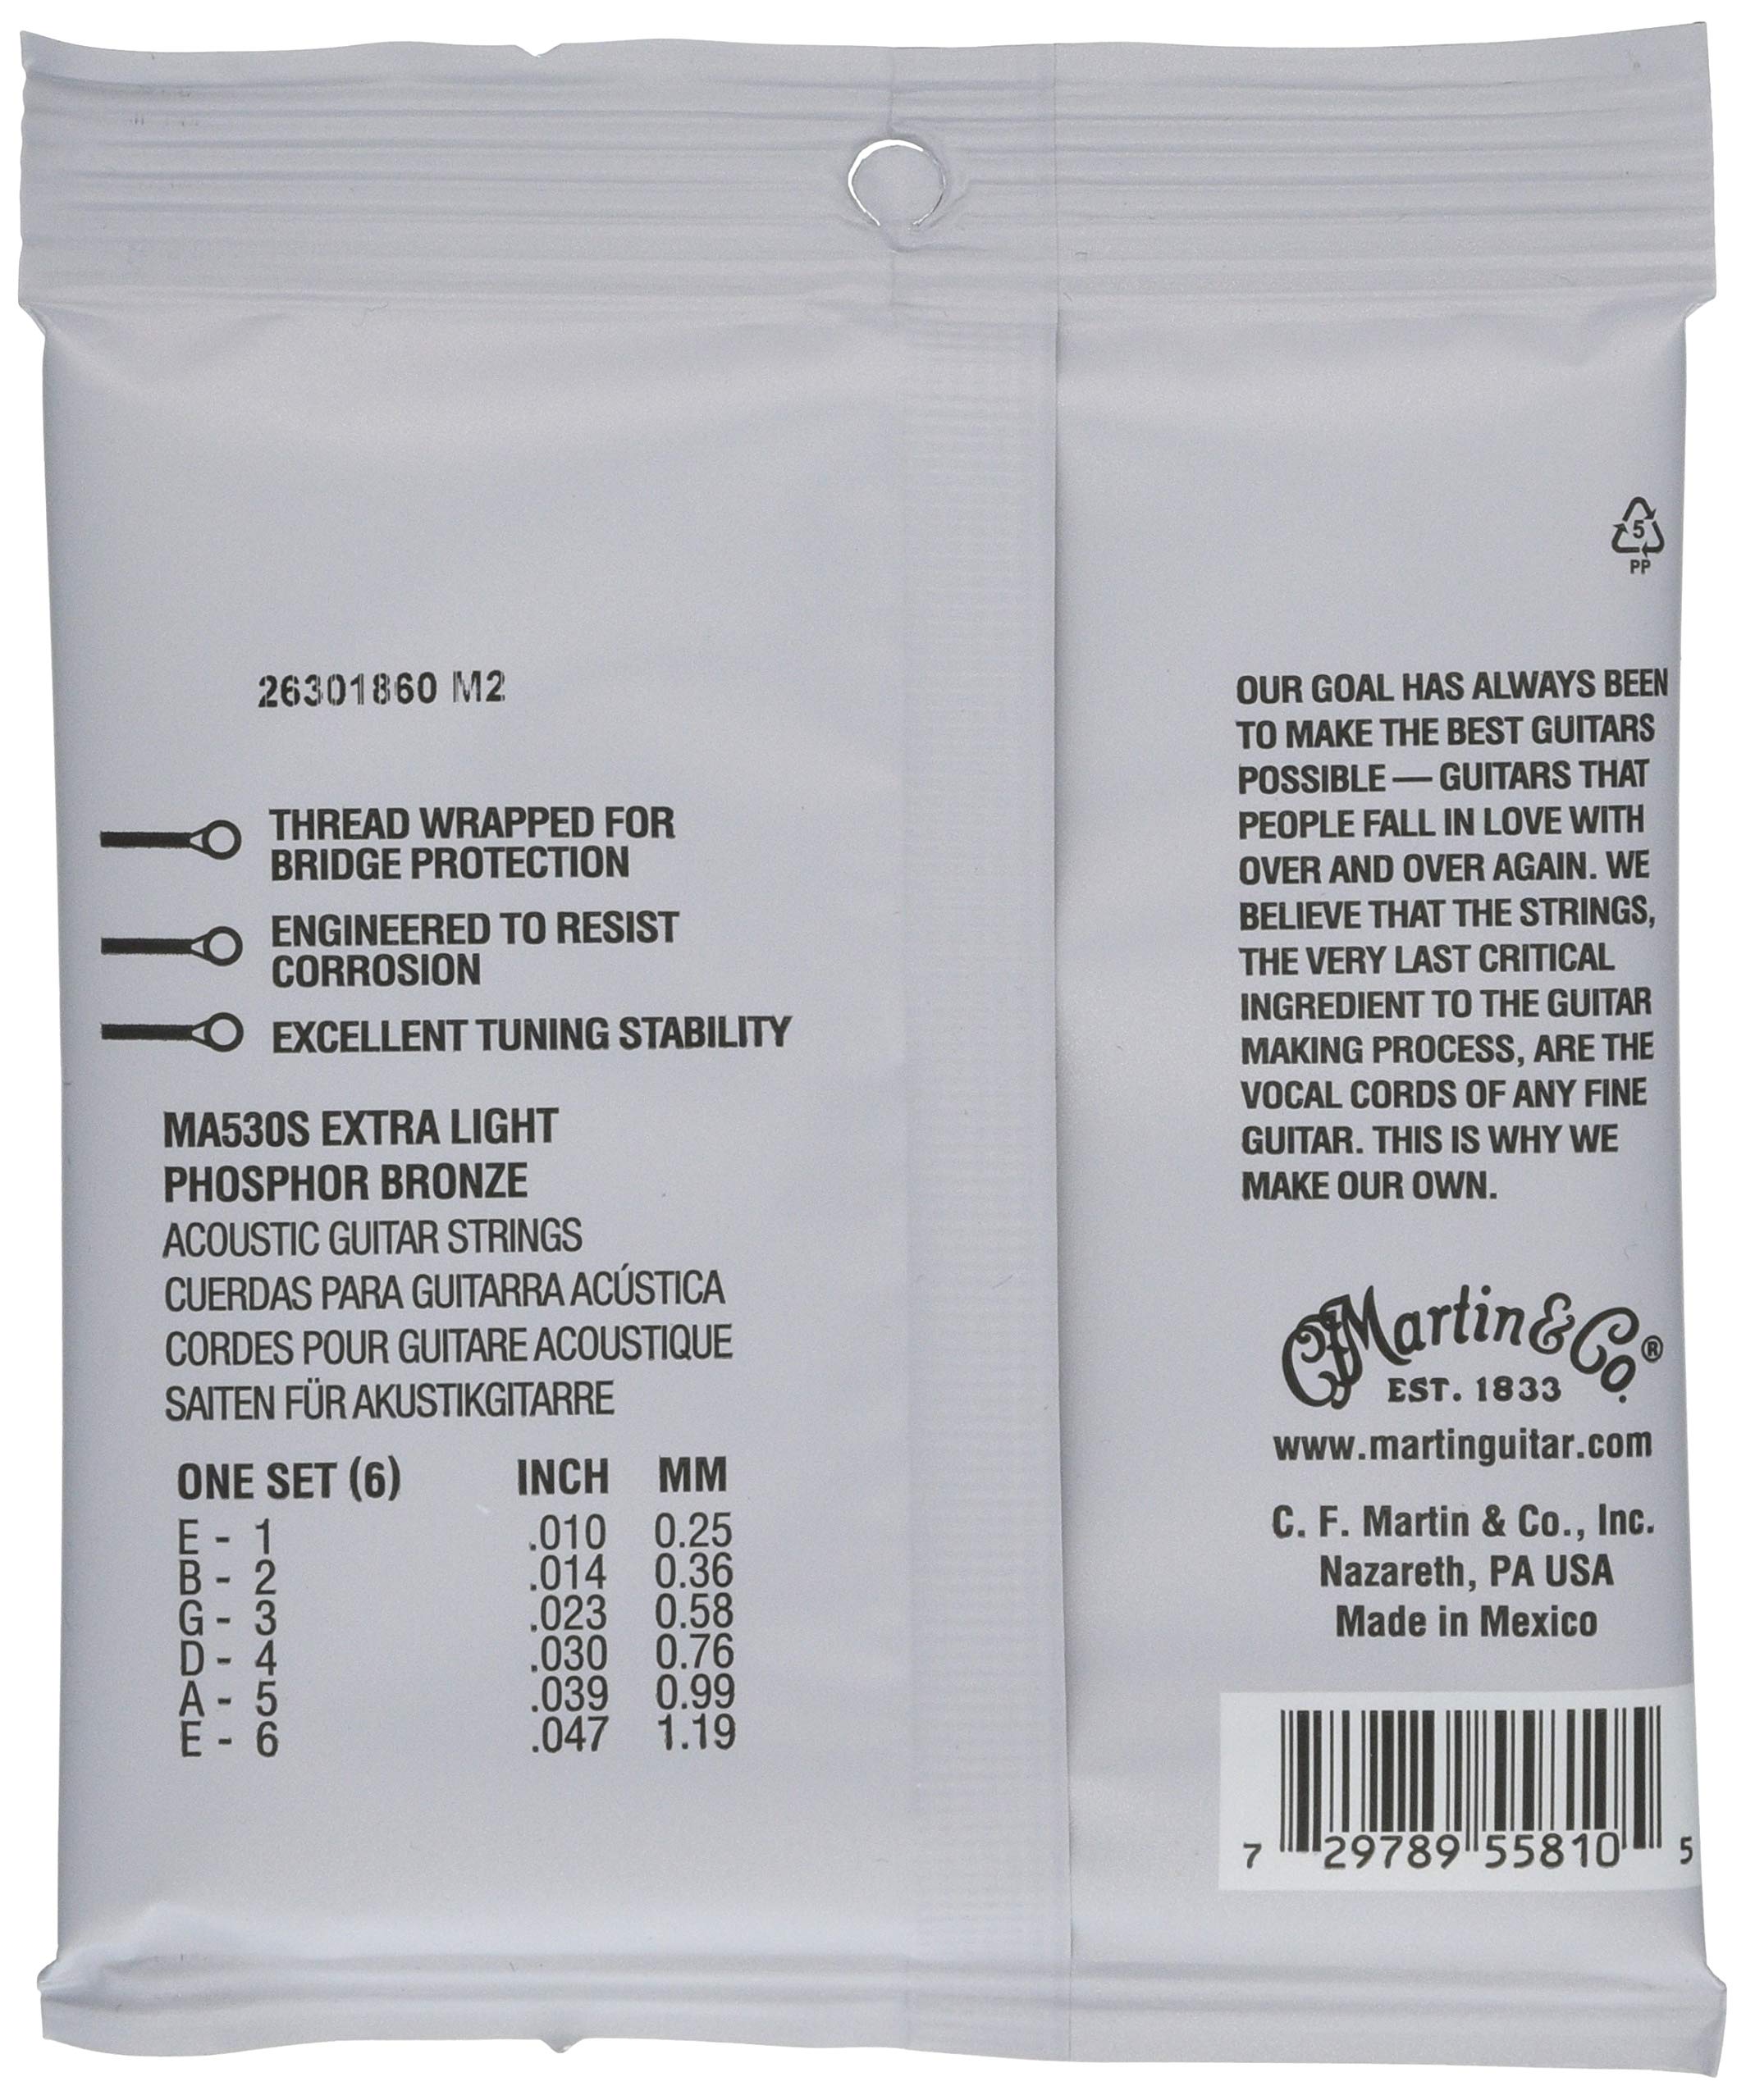 26301860 M2
THREAD WRAPPED FOR
BRIDGE PROTECTION
ENGINEERED TO RESIST
CORROSION
EXCELLENT TUNING STABILITY
MA530S EXTRA LIGHT
PHOSPHOR BRONZE
ACOUSTIC GUITAR STRINGS
CUERDAS PARA GUITARRA ACÚSTICA
CORDES POUR GUITARE ACOUSTIQUE
SAITEN FÜR AKUSTIKGITARRE
ONE SET (6) INCH MM
E - 1 .010 0.25
B - 2 .014 0.36
G - 3 .023 0.58
D - 4 .030 0.76
A - 5 .039 0.99
E - 6 .047 1.19
5
PP
OUR GOAL HAS ALWAYS BEEN
TO MAKE THE BEST GUITARS
POSSIBLE — GUITARS THAT
PEOPLE FALL IN LOVE WITH
OVER AND OVER AGAIN. WE
BELIEVE THAT THE STRINGS,
THE VERY LAST CRITICAL
INGREDIENT TO THE GUITAR
MAKING PROCESS, ARE THE
VOCAL CORDS OF ANY FINE
GUITAR. THIS IS WHY WE
MAKE OUR OWN.
CF Martin & Co.®
EST. 1833
www.martinguitar.com
C. F. Martin & Co., Inc.
Nazareth, PA USA
Made in Mexico
7 29789 55810 5